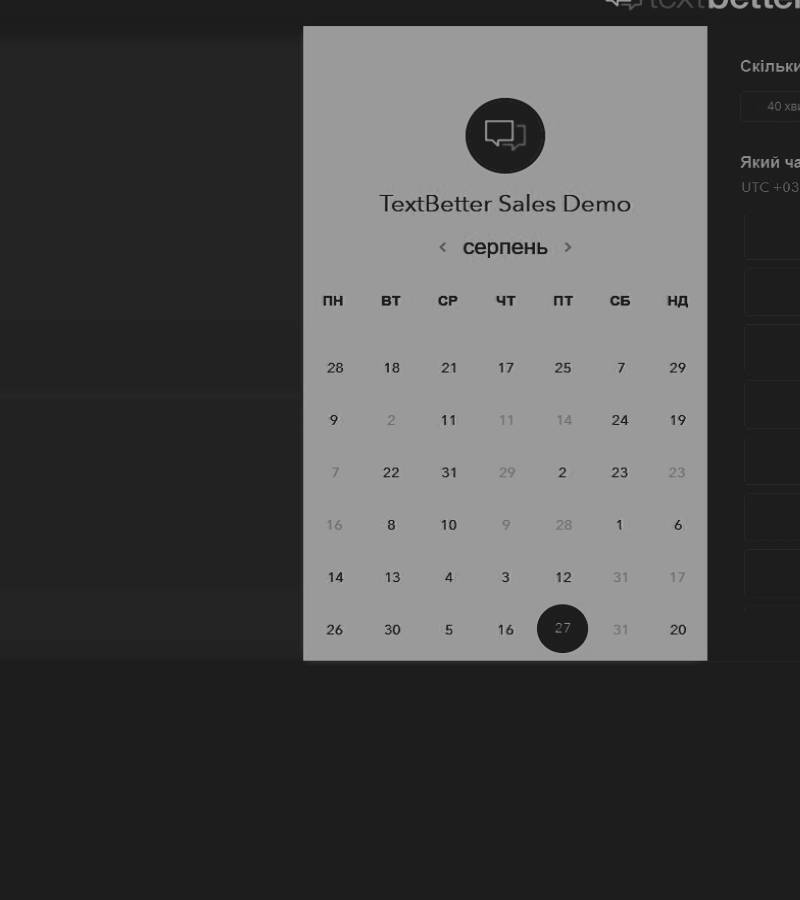 textbetter
Скільки
40 хви
Який ча
UTC +03
TextBetter Sales Demo
< серпень >
ПН ВТ СР ЧТ ПТ СБ НД
28 18 21 17 25 7 29
9 2 11 11 14 24 19
7 22 31 29 2 23 23
16 8 10 9 28 1 6
14 13 4 3 12 31 17
26 30 5 16 27 31 20